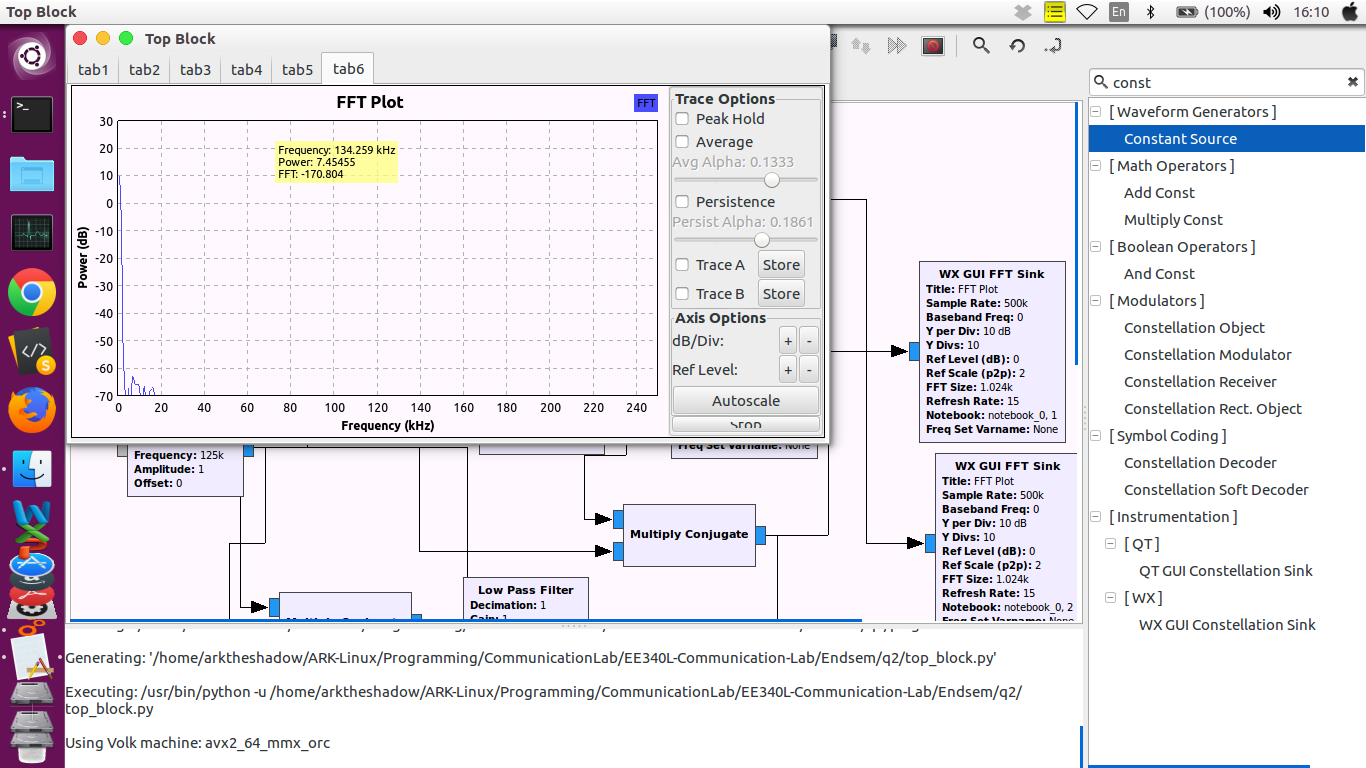 Top Block
En
(100%)
16:10
Top Block
tab1
tab2
tab3
tab4
tab5
tab6
FFT Plot
FFT
Power (dB)
30
20
10
0
-10
-20
-30
-40
-50
-60
-70
0 20 40 60 80 100 120 140 160 180 200 220 240
Frequency (kHz)
Frequency: 134.259 kHz
Power: 7.45455
FFT: -170.804
Trace Options
Peak Hold
Average
Avg Alpha: 0.1333
Persistence
Persist Alpha: 0.1861
Trace A Store
Trace B Store
Axis Options
dB/Div: + -
Ref Level: + -
Autoscale
Stop
Frequency: 125k
Amplitude: 1
Offset: 0
Freq Set Varname: None
Multiply Conjugate
Low Pass Filter
Decimation: 1
Gain: 1
Multiply Conjugate
WX GUI FFT Sink
Title: FFT Plot
Sample Rate: 500k
Baseband Freq: 0
Y per Div: 10 dB
Y Divs: 10
Ref Level (dB): 0
Ref Scale (p2p): 2
FFT Size: 1.024k
Refresh Rate: 15
Notebook: notebook_0, 1
Freq Set Varname: None
WX GUI FFT Sink
Title: FFT Plot
Sample Rate: 500k
Baseband Freq: 0
Y per Div: 10 dB
Y Divs: 10
Ref Level (dB): 0
Ref Scale (p2p): 2
FFT Size: 1.024k
Refresh Rate: 15
Notebook: notebook_0, 2
Freq Set Varname: None
const
[ Waveform Generators ]
Constant Source
[ Math Operators ]
Add Const
Multiply Const
[ Boolean Operators ]
And Const
[ Modulators ]
Constellation Object
Constellation Modulator
Constellation Receiver
Constellation Rect. Object
[ Symbol Coding ]
Constellation Decoder
Constellation Soft Decoder
[ Instrumentation ]
[ QT ]
QT GUI Constellation Sink
[ WX ]
WX GUI Constellation Sink
Generating: '/home/arktheshadow/ARK-Linux/Programming/CommunicationLab/EE340L-Communication-Lab/Endsem/q2/top_block.py'
Executing: /usr/bin/python -u /home/arktheshadow/ARK-Linux/Programming/CommunicationLab/EE340L-Communication-Lab/Endsem/q2/
top_block.py
Using Volk machine: avx2_64_mmx_orc